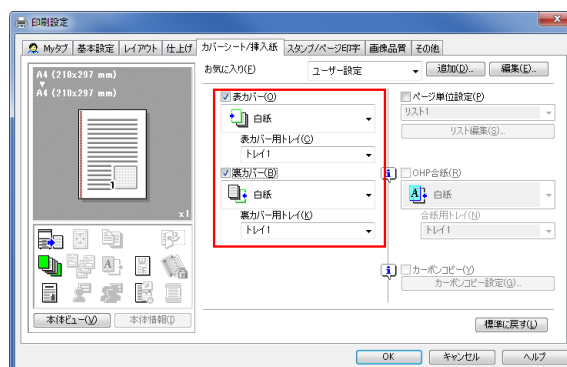 印刷設定
Myタブ 基本設定 レイアウト 仕上げ カバーシート/挿入紙 スタンプ/ページ印字 画像品質 その他
A4 (210x297 mm)
A4 (210x297 mm)
1
x1
本体ビュー(V) 本体情報(I)
お気に入り(F) ユーザー設定 追加(D)... 編集(E)...
表カバー(O)
白紙
表カバー用トレイ(C)
トレイ1
裏カバー(B)
白紙
裏カバー用トレイ(K)
トレイ1
ページ単位設定(P)
リスト1
リスト編集(S)...
OHP合紙(R)
白紙
合紙用トレイ(N)
トレイ1
カーボンコピー(Y)
カーボンコピー設定(G)...
標準に戻す(L)
OK キャンセル ヘルプ